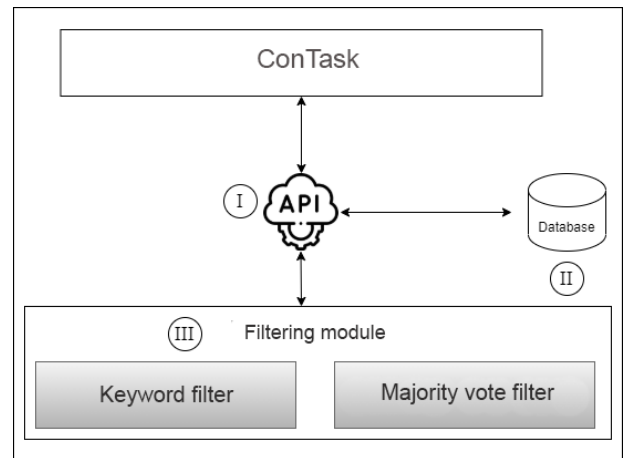 ConTask
I
API
Database
II
III Filtering module
Keyword filter
Majority vote filter